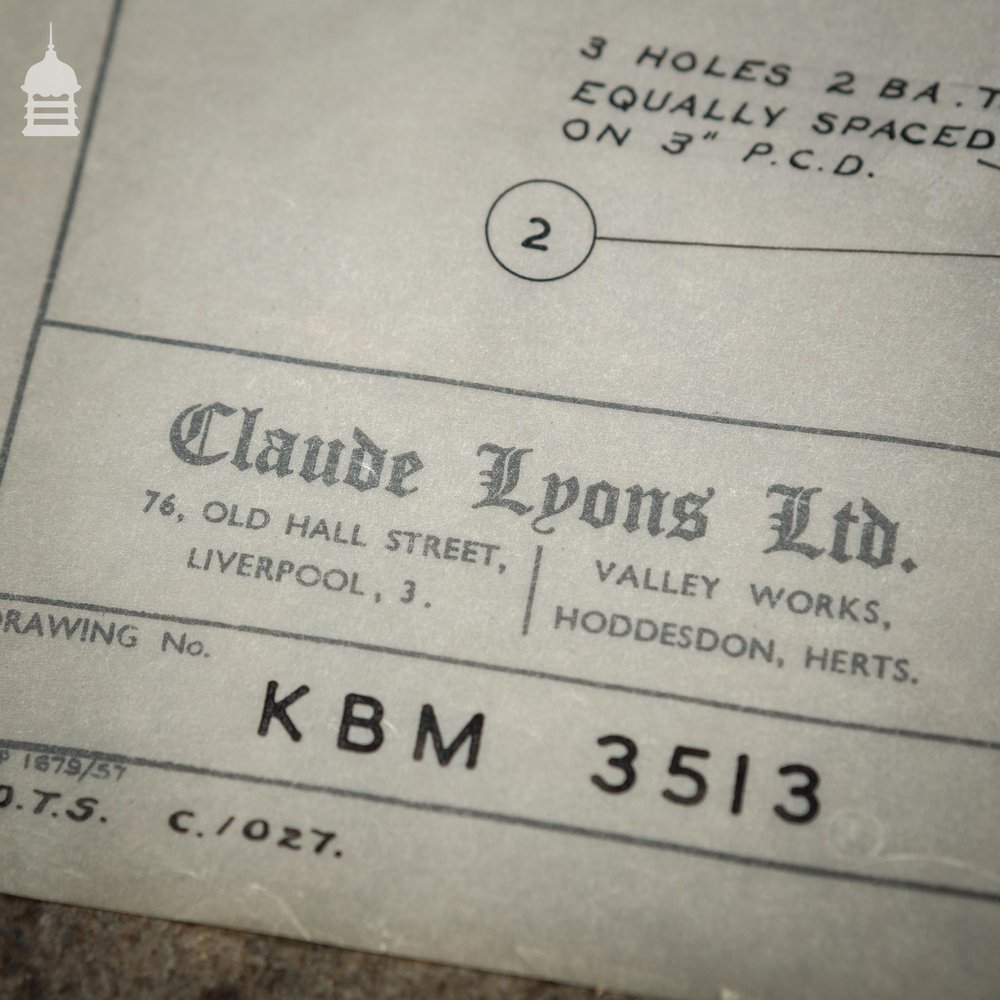 3 HOLES 2 BA.
EQUALLY SPACED
ON 3" P.C.D.
2
Claude Lyons Ltd.
76, OLD HALL STREET,
LIVERPOOL, 3.
VALLEY WORKS,
HODDESDON, HERTS.
DRAWING No.
KBM 3513
P 1679/57
D.T.S. C./027.